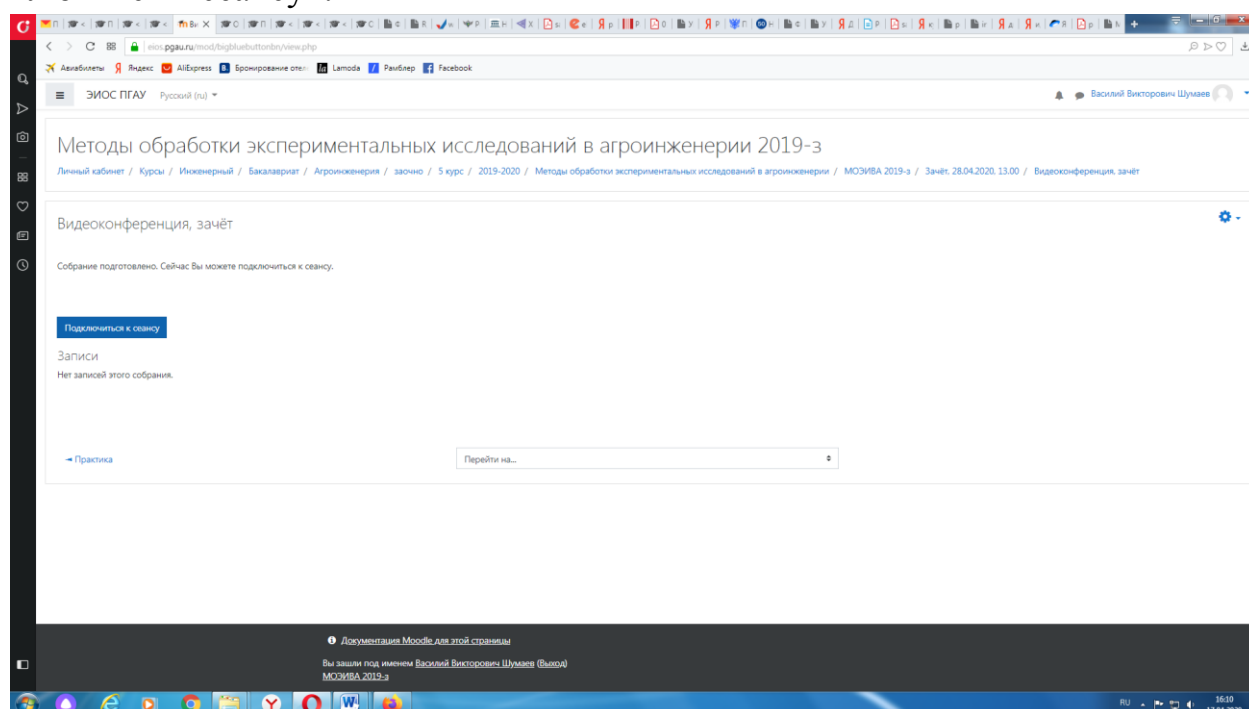 eios.pgau.ru/mod/bigbluebuttonbn/view.php
Авиабилеты Яндекс AliExpress Бронирование отел Lamoda Рамблер Facebook
ЭИОС ПГАУ Русский (ru) Василий Викторович Шумаев
Методы обработки экспериментальных исследований в агроинженерии 2019-з
Личный кабинет / Курсы / Инженерный / Бакалавриат / Агроинженерия / заочно / 5 курс / 2019-2020 / Методы обработки экспериментальных исследований в агроинженерии / МОЭИВА 2019-з / Зачёт, 28.04.2020, 13.00 / Видеоконференция, зачёт
Видеоконференция, зачёт
Собрание подготовлено. Сейчас Вы можете подключиться к сеансу.
Подключиться к сеансу
Записи
Нет записей этого собрания.
◄ Практика Перейти на...
Документация Moodle для этой страницы
Вы зашли под именем Василий Викторович Шумаев (Выход)
МОЭИВА 2019-з
RU 16:10